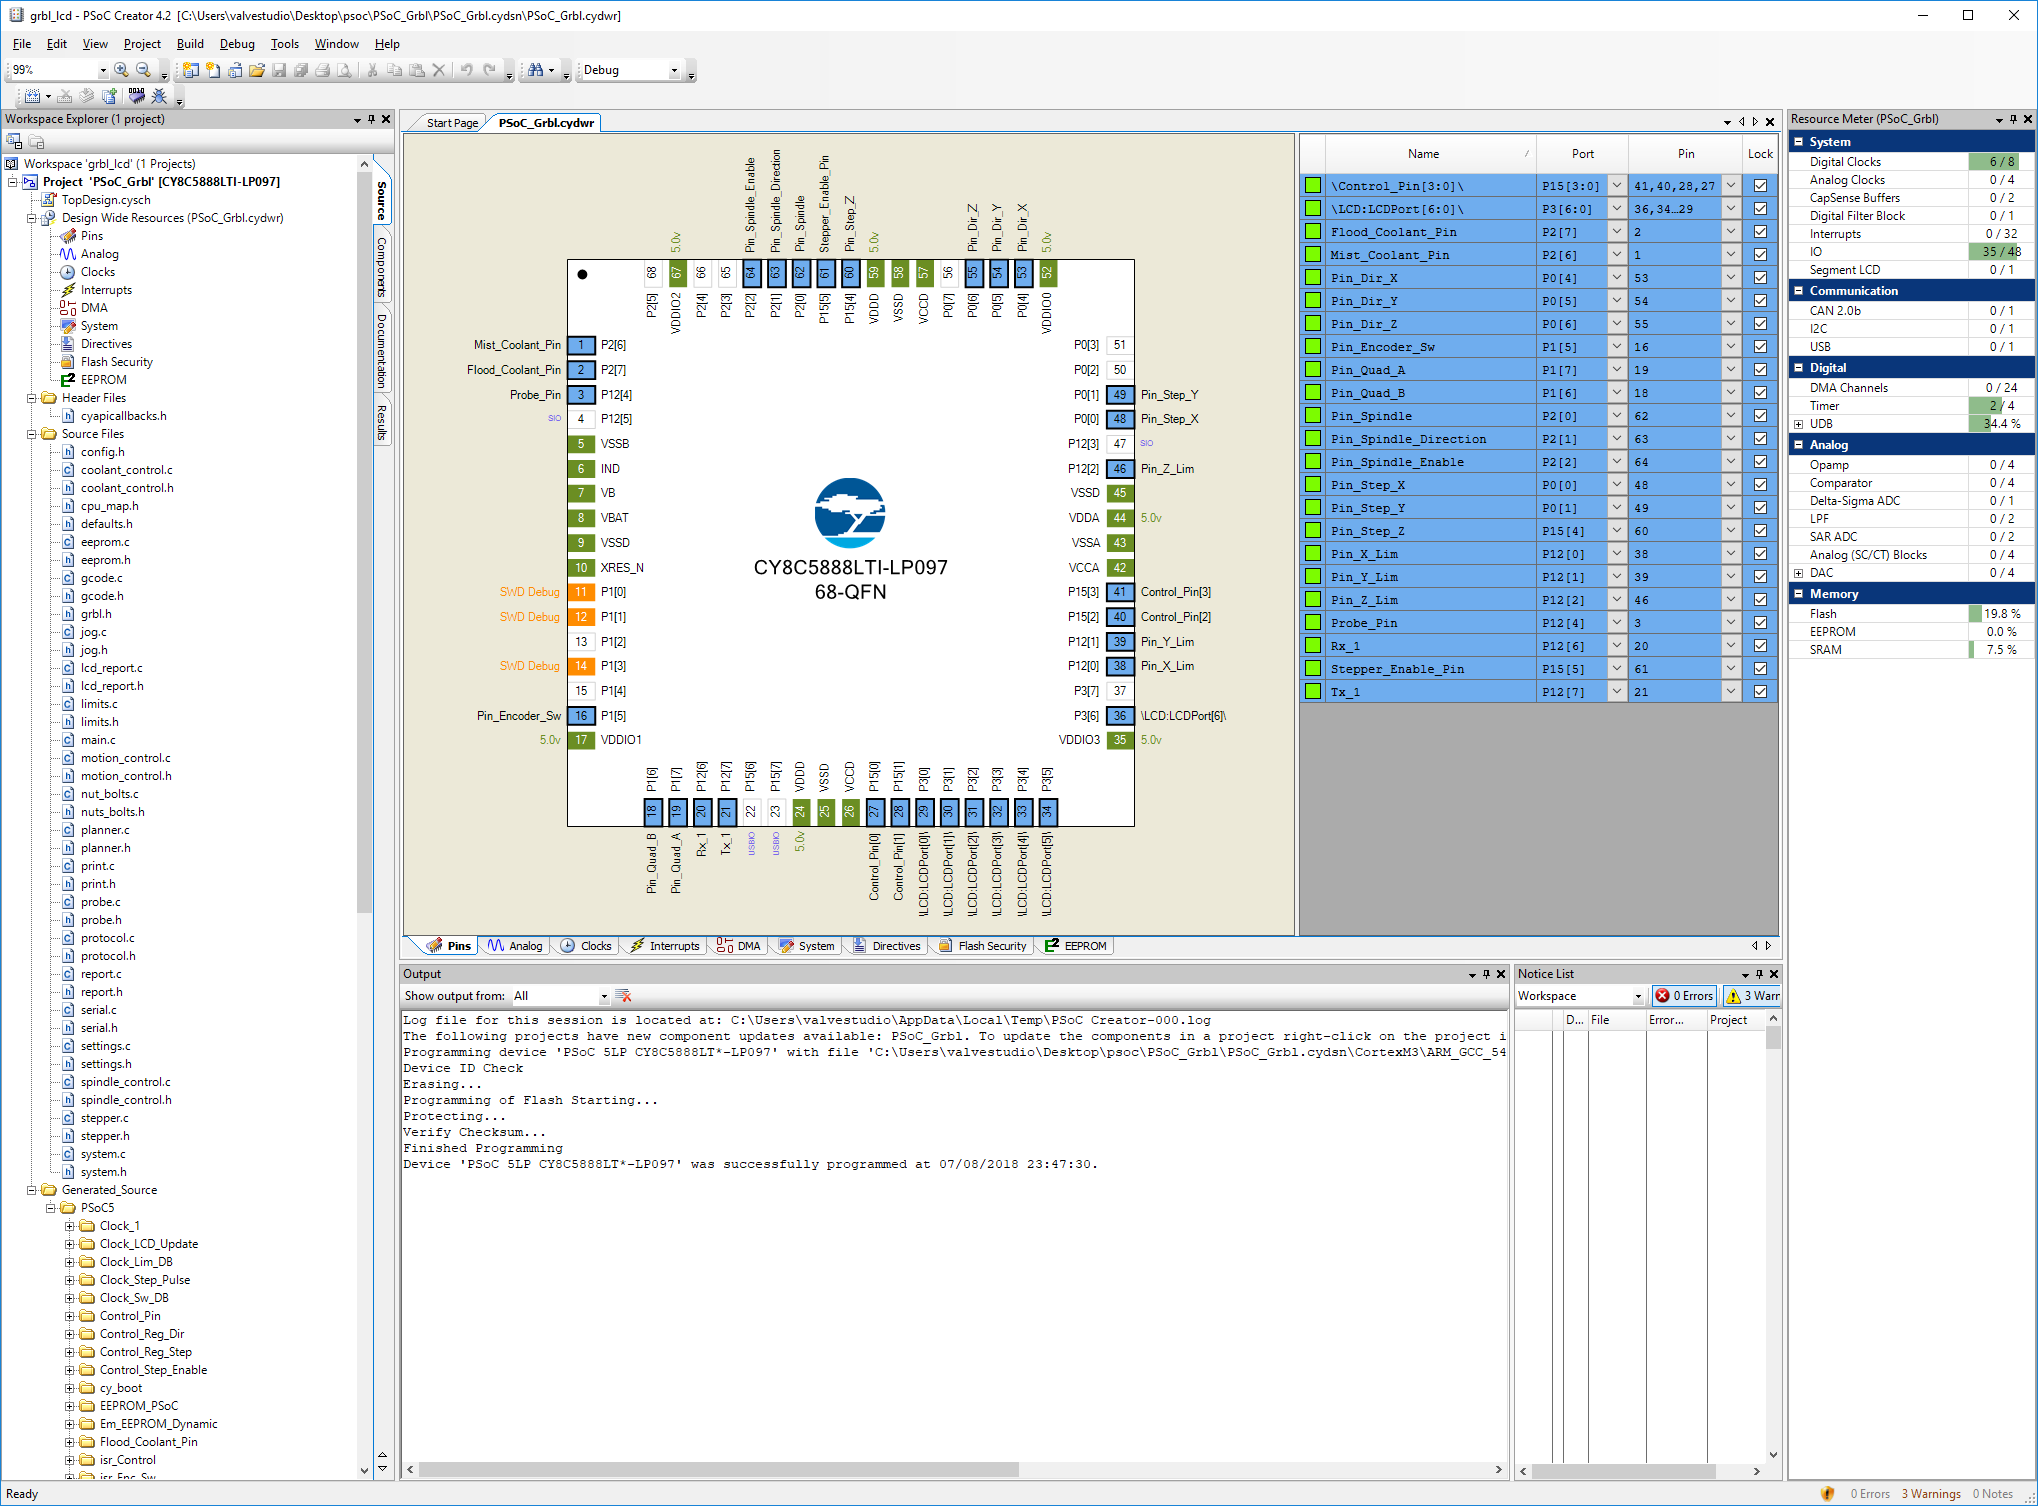 grbl_lcd - PSoC Creator 4.2 [C:\Users\valvestudio\Desktop\psoc\PSoC_Grbl\PSoC_Grbl.cydsn\PSoC_Grbl.cydwr]
File Edit View Project Build Debug Tools Window Help
99% Debug
Workspace Explorer (1 project)
Workspace 'grbl_lcd' (1 Projects)
Project 'PSoC_Grbl' [CY8C5888LTI-LP097]
TopDesign.cysch
Design Wide Resources (PSoC_Grbl.cydwr)
Pins
Analog
Clocks
Interrupts
DMA
System
Directives
Flash Security
EEPROM
Header Files
cyapicallbacks.h
Source Files
config.h
coolant_control.c
coolant_control.h
cpu_map.h
defaults.h
eeprom.c
eeprom.h
gcode.c
gcode.h
grbl.h
jog.c
jog.h
lcd_report.c
lcd_report.h
limits.c
limits.h
main.c
motion_control.c
motion_control.h
nut_bolts.c
nuts_bolts.h
planner.c
planner.h
print.c
print.h
probe.c
probe.h
protocol.c
protocol.h
report.c
report.h
serial.c
serial.h
settings.c
settings.h
spindle_control.c
spindle_control.h
stepper.c
stepper.h
system.c
system.h
Generated_Source
PSoC5
Clock_1
Clock_LCD_Update
Clock_Lim_DB
Clock_Step_Pulse
Clock_Sw_DB
Control_Pin
Control_Reg_Dir
Control_Reg_Step
Control_Step_Enable
cy_boot
EEPROM_PSoC
Em_EEPROM_Dynamic
Flood_Coolant_Pin
isr_Control
isr_Enc_Sw
Source
Components
Documentation
Results
Start Page PSoC_Grbl.cydwr
5.0v Pin_Spindle_Enable Pin_Spindle_Direction Pin_Spindle Stepper_Enable_Pin Pin_Step_Z 5.0v Pin_Dir_Z Pin_Dir_Y Pin_Dir_X 5.0v
68 67 66 65 64 63 62 61 60 59 58 57 56 55 54 53 52
P2[5] VDDIO2 P2[4] P2[3] P2[2] P2[1] P2[0] P15[5] P15[4] VDDD VSSD VCCD P0[7] P0[6] P0[5] P0[4] VDDIO0
Mist_Coolant_Pin 1 P2[6] P0[3] 51
Flood_Coolant_Pin 2 P2[7] P0[2] 50
Probe_Pin 3 P12[4] P0[1] 49 Pin_Step_Y
SIO 4 P12[5] P0[0] 48 Pin_Step_X
5 VSSB P12[3] 47 SIO
6 IND P12[2] 46 Pin_Z_Lim
7 VB VSSD 45
8 VBAT VDDA 44 5.0v
9 VSSD VSSA 43
10 XRES_N VCCA 42
CY8C5888LTI-LP097
68-QFN
SWD Debug 11 P1[0] P15[3] 41 Control_Pin[3]
SWD Debug 12 P1[1] P15[2] 40 Control_Pin[2]
13 P1[2] P12[1] 39 Pin_Y_Lim
SWD Debug 14 P1[3] P12[0] 38 Pin_X_Lim
15 P1[4] P3[7] 37
Pin_Encoder_Sw 16 P1[5] P3[6] 36 \LCD:LCDPort[6]\
5.0v 17 VDDIO1 VDDIO3 35 5.0v
P1[6] P1[7] P12[6] P12[7] P15[6] P15[7] VDDD VSSD VCCD P15[0] P15[1] P3[0] P3[1] P3[2] P3[3] P3[4] P3[5]
18 19 20 21 22 23 24 25 26 27 28 29 30 31 32 33 34
Pin_Quad_B Pin_Quad_A Rx_1 Tx_1 USBIO USBIO 5.0v Control_Pin[0] Control_Pin[1] \LCD:LCDPort[0]\ \LCD:LCDPort[1]\ \LCD:LCDPort[2]\ \LCD:LCDPort[3]\ \LCD:LCDPort[4]\ \LCD:LCDPort[5]\
Name / Port Pin Lock
\Control_Pin[3:0]\ P15[3:0] 41,40,28,27
\LCD:LCDPort[6:0]\ P3[6:0] 36,34…29
Flood_Coolant_Pin P2[7] 2
Mist_Coolant_Pin P2[6] 1
Pin_Dir_X P0[4] 53
Pin_Dir_Y P0[5] 54
Pin_Dir_Z P0[6] 55
Pin_Encoder_Sw P1[5] 16
Pin_Quad_A P1[7] 19
Pin_Quad_B P1[6] 18
Pin_Spindle P2[0] 62
Pin_Spindle_Direction P2[1] 63
Pin_Spindle_Enable P2[2] 64
Pin_Step_X P0[0] 48
Pin_Step_Y P0[1] 49
Pin_Step_Z P15[4] 60
Pin_X_Lim P12[0] 38
Pin_Y_Lim P12[1] 39
Pin_Z_Lim P12[2] 46
Probe_Pin P12[4] 3
Rx_1 P12[6] 20
Stepper_Enable_Pin P15[5] 61
Tx_1 P12[7] 21
Pins Analog Clocks Interrupts DMA System Directives Flash Security EEPROM
Output
Show output from: All
Log file for this session is located at: C:\Users\valvestudio\AppData\Local\Temp\PSoC Creator-000.log
The following projects have new component updates available: PSoC_Grbl. To update the components in a project right-click on the project i
Programming device 'PSoC 5LP CY8C5888LT*-LP097' with file 'C:\Users\valvestudio\Desktop\psoc\PSoC_Grbl\PSoC_Grbl.cydsn\CortexM3\ARM_GCC_54
Device ID Check
Erasing...
Programming of Flash Starting...
Protecting...
Verify Checksum...
Finished Programming
Device 'PSoC 5LP CY8C5888LT*-LP097' was successfully programmed at 07/08/2018 23:47:30.
Notice List
Workspace 0 Errors 3 Warr
D... File Error... Project
Resource Meter (PSoC_Grbl)
System
Digital Clocks 6 / 8
Analog Clocks 0 / 4
CapSense Buffers 0 / 2
Digital Filter Block 0 / 1
Interrupts 0 / 32
IO 35 / 48
Segment LCD 0 / 1
Communication
CAN 2.0b 0 / 1
I2C 0 / 1
USB 0 / 1
Digital
DMA Channels 0 / 24
Timer 2 / 4
UDB 34.4 %
Analog
Opamp 0 / 4
Comparator 0 / 4
Delta-Sigma ADC 0 / 1
LPF 0 / 2
SAR ADC 0 / 2
Analog (SC/CT) Blocks 0 / 4
DAC 0 / 4
Memory
Flash 19.8 %
EEPROM 0.0 %
SRAM 7.5 %
Ready 0 Errors 3 Warnings 0 Notes